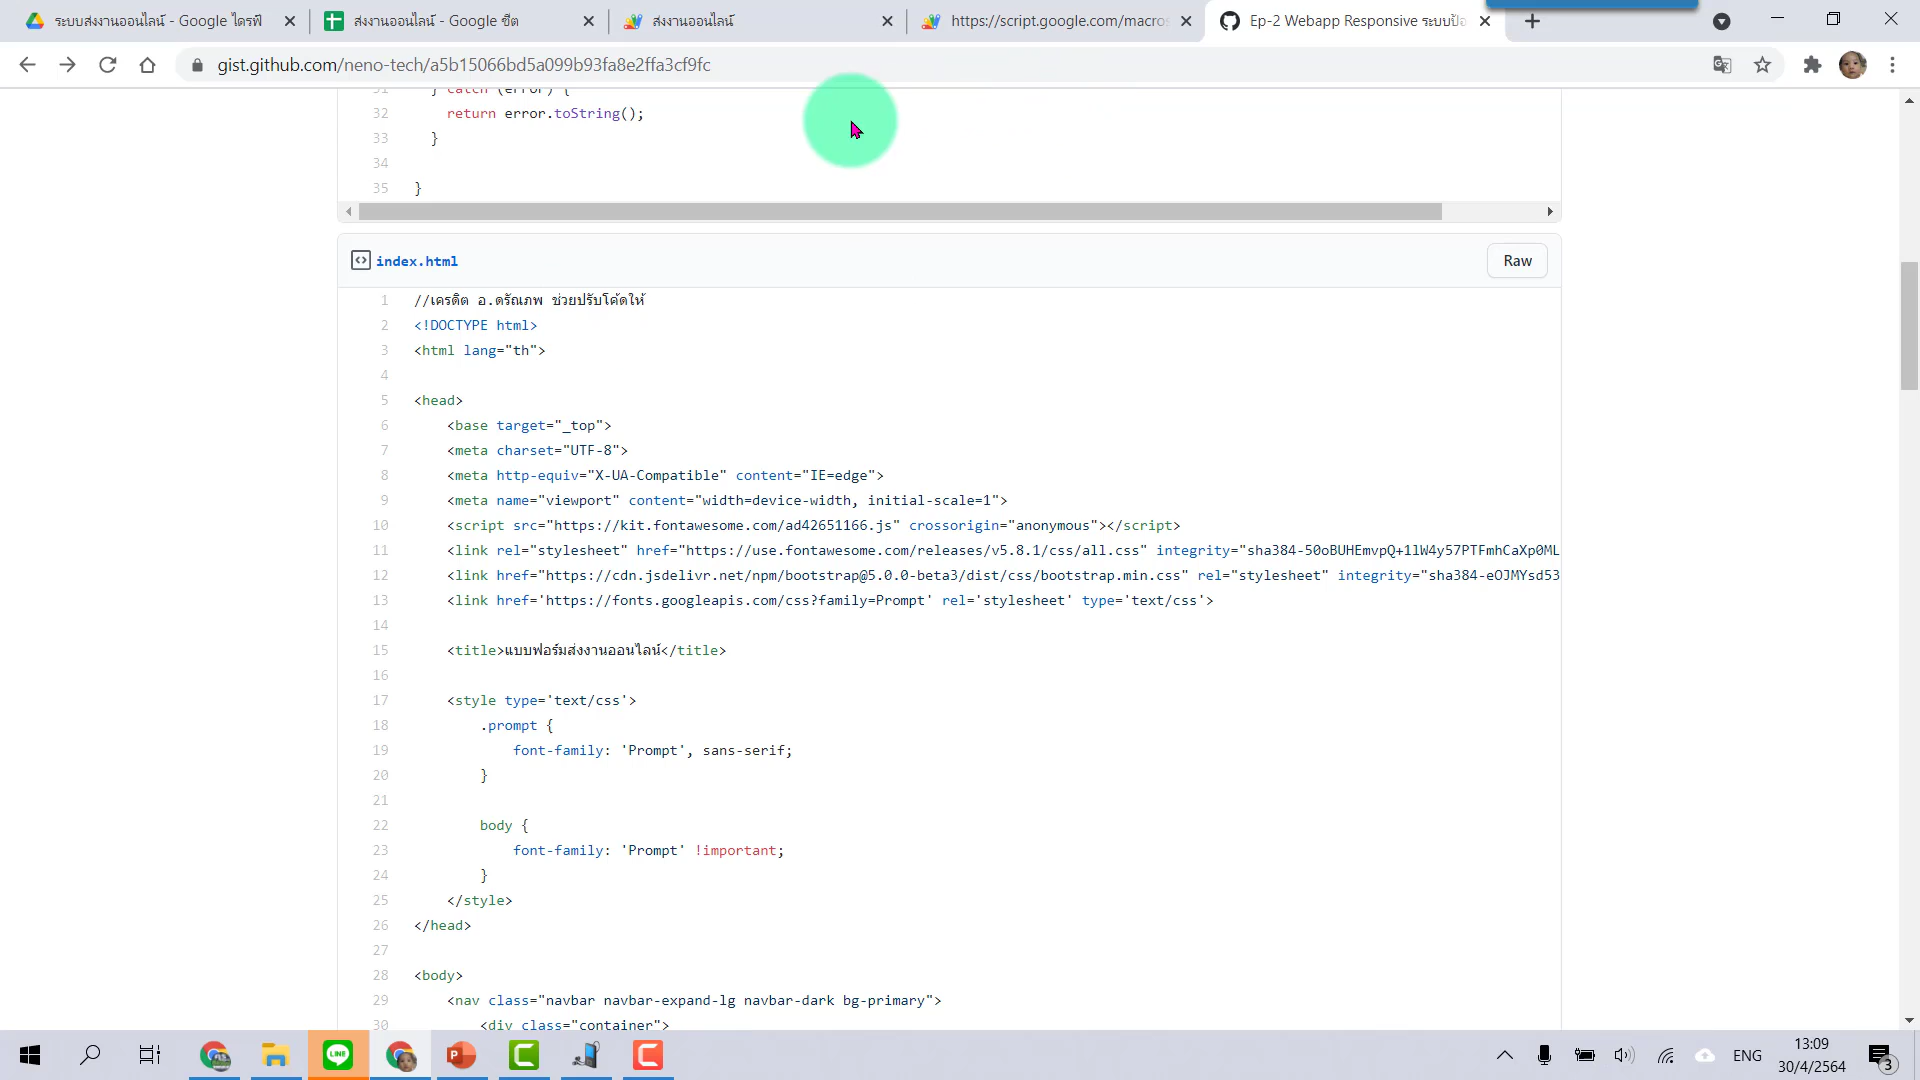 ระบบส่งงานออนไลน์ - Google ไดรฟ์
ส่งงานออนไลน์ - Google ชีต
ส่งงานออนไลน์
https://script.google.com/macros
Ep-2 Webapp Responsive ระบบป้อ
gist.github.com/neno-tech/a5b15066bd5a099b93fa8e2ffa3cf9fc
31 } catch (error) {
32 return error.toString();
33 }
34
35 }
index.html
Raw
1 //เครดิต อ.ดรัณภพ ช่วยปรับโค้ดให้
2 <!DOCTYPE html>
3 <html lang="th">
4
5 <head>
6 <base target="_top">
7 <meta charset="UTF-8">
8 <meta http-equiv="X-UA-Compatible" content="IE=edge">
9 <meta name="viewport" content="width=device-width, initial-scale=1">
10 <script src="https://kit.fontawesome.com/ad42651166.js" crossorigin="anonymous"></script>
11 <link rel="stylesheet" href="https://use.fontawesome.com/releases/v5.8.1/css/all.css" integrity="sha384-50oBUHEmvpQ+1lW4y57PTFmhCaXp0ML
12 <link href="https://cdn.jsdelivr.net/npm/bootstrap@5.0.0-beta3/dist/css/bootstrap.min.css" rel="stylesheet" integrity="sha384-eOJMYsd53
13 <link href='https://fonts.googleapis.com/css?family=Prompt' rel='stylesheet' type='text/css'>
14
15 <title>แบบฟอร์มส่งงานออนไลน์</title>
16
17 <style type='text/css'>
18 .prompt {
19 font-family: 'Prompt', sans-serif;
20 }
21
22 body {
23 font-family: 'Prompt' !important;
24 }
25 </style>
26 </head>
27
28 <body>
29 <nav class="navbar navbar-expand-lg navbar-dark bg-primary">
30 <div class="container">
LINE
ENG
13:09
30/4/2564
3